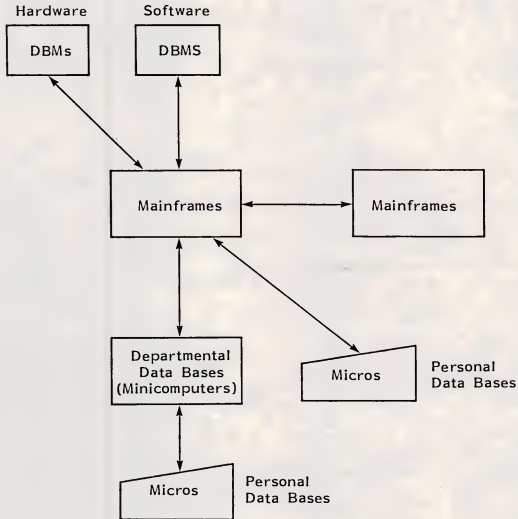 Hardware
Software
DBMs
DBMS
Mainframes
Mainframes
Departmental
Data Bases
(Minicomputers)
Micros
Personal
Data Bases
Micros
Personal
Data Bases